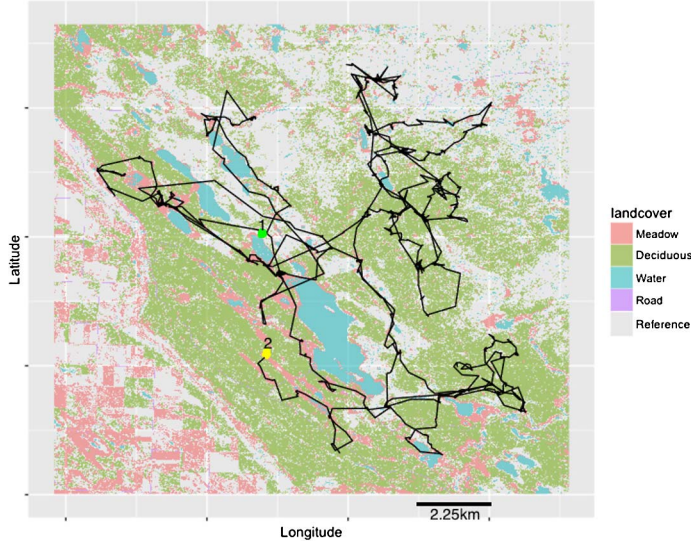 1
2
Latitude
Longitude
2.25km
landcover
Meadow
Deciduous
Water
Road
Reference